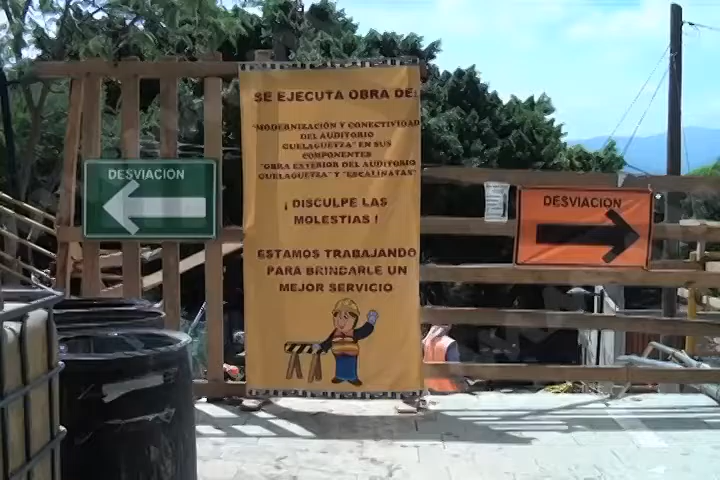 DESVIACION
SE EJECUTA OBRA DE:
"MODERNIZACIÓN Y CONECTIVIDAD
DEL AUDITORIO
GUELAGUETZA" EN SUS
COMPONENTES
"OBRA EXTERIOR DEL AUDITORIO
GUELAGUETZA" Y "ESCALINATAS"
¡ DISCULPE LAS
MOLESTIAS !
ESTAMOS TRABAJANDO
PARA BRINDARLE UN
MEJOR SERVICIO
DESVIACION